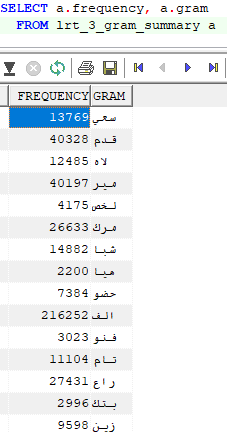 SELECT a.frequency, a.gram
FROM lrt_3_gram_summary a
FREQUENCY GRAM
13769 سعي
40328 قدم
12485 لاه
40197 مير
4175 لخص
26633 مرك
14882 شبا
2200 هيا
7384 حضو
216252 الف
3023 فنو
11104 تام
27431 راع
2996 بتك
9598 زين